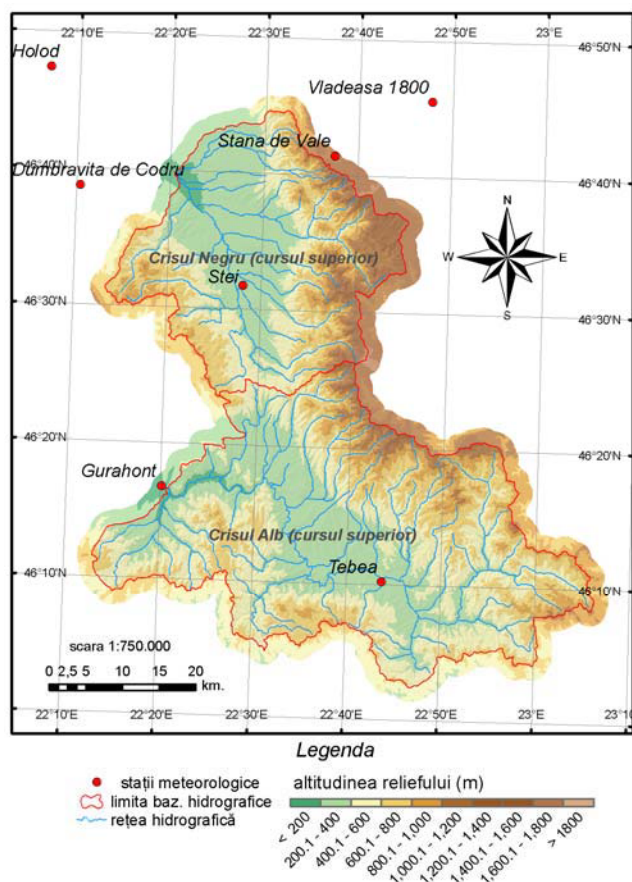 22°10'E 22°20'E 22°30'E 22°40'E 22°50'E 23°E
Holod
46°50'N
Vladeasa 1800
Stana de Vale
46°40'N
46°40'N
Dumbravita de Codru
N
W E
S
Crisul Negru (cursul superior)
Stei
46°30'N
46°30'N
46°20'N
46°20'N
Gurahont
Crisul Alb (cursul superior)
Tebea
46°10'N
46°10'N
scara 1:750.000
0 2,5 5 10 15 20
km.
22°10'E 22°20'E 22°30'E 22°40'E 22°50'E 23°E 23°10'E
Legenda
stații meteorologice
limita baz. hidrografice
rețea hidrografică
altitudinea reliefului (m)
< 200
200.1 - 400
400.1 - 600
600.1 - 800
800.1 - 1,000
1,000.1 - 1,200
1,200.1 - 1,400
1,400.1 - 1,600
1,600.1 - 1,800
> 1800